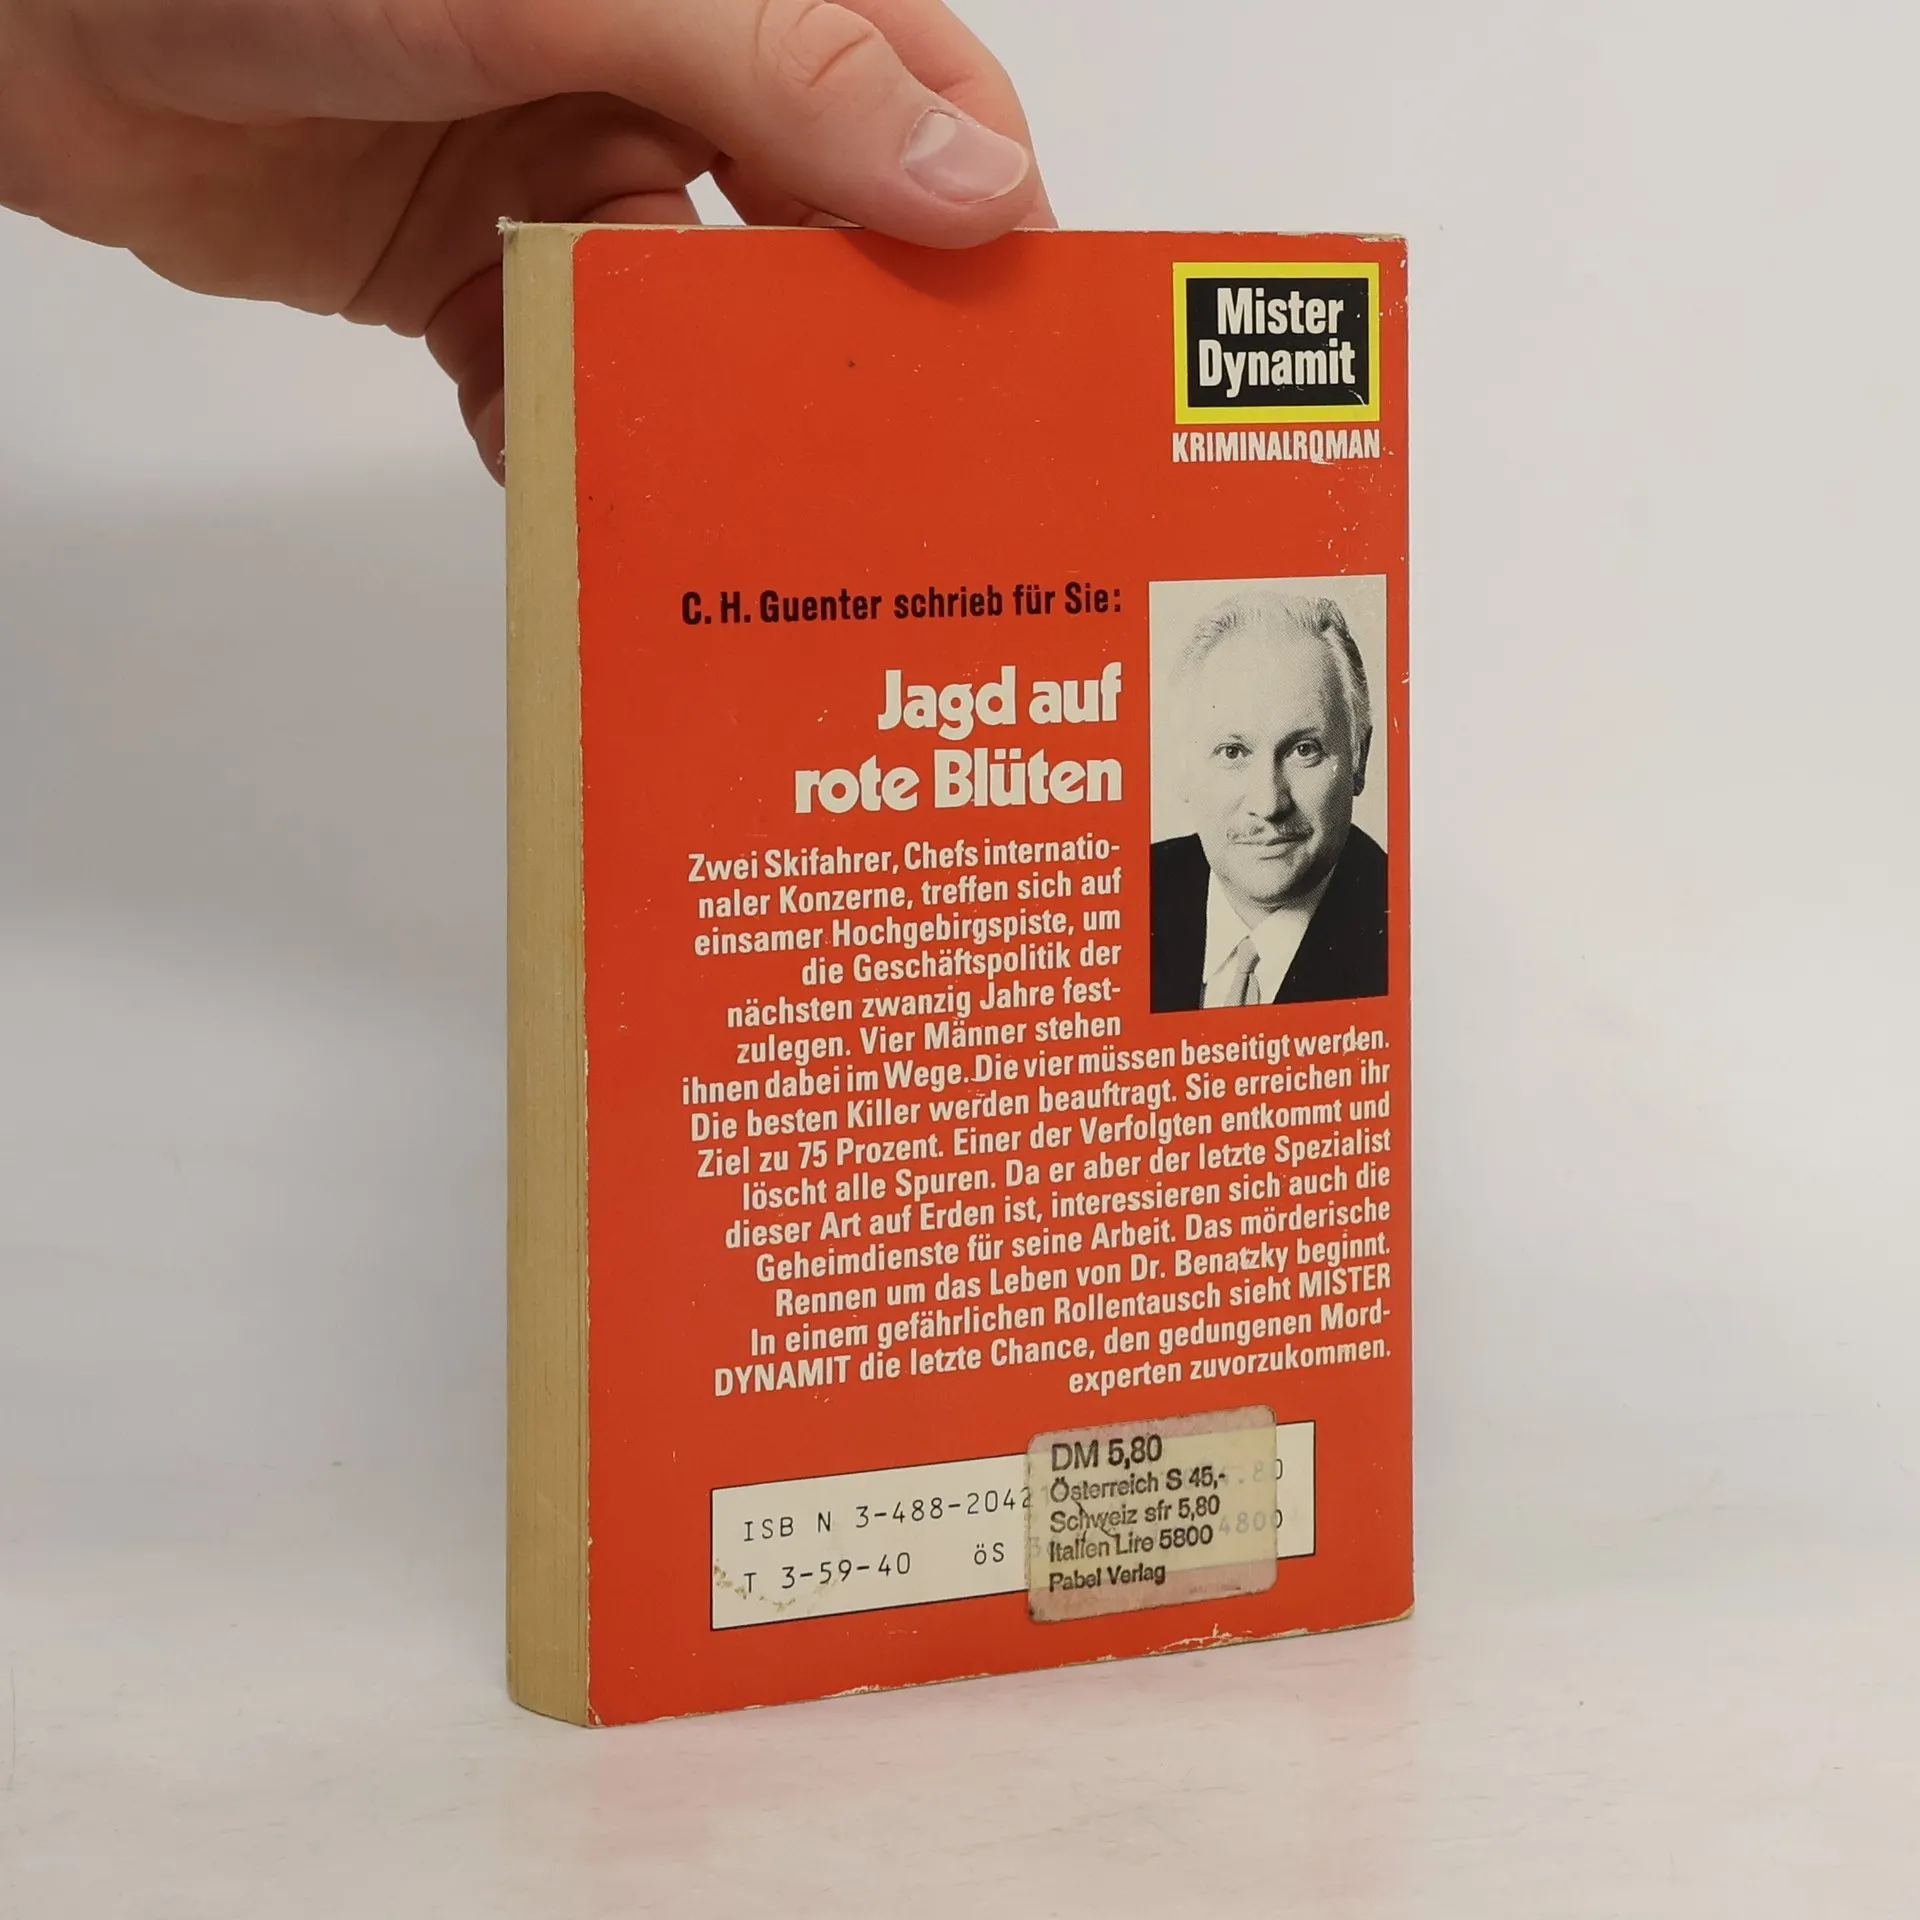 Mister
Dynamit
KRIMINALROMAN
C. H. Guenter schrieb für Sie:
Jagd auf
rote Blüten
Zwei Skifahrer, Chefs internatio-
naler Konzerne, treffen sich auf
einsamer Hochgebirgspiste, um
die Geschäftspolitik der
nächsten zwanzig Jahre fest-
zulegen. Vier Männer stehen
ihnen dabei im Wege. Die vier müssen beseitigt werden.
Die besten Killer werden beauftragt. Sie erreichen ihr
Ziel zu 75 Prozent. Einer der Verfolgten entkommt und
löscht alle Spuren. Da er aber der letzte Spezialist
dieser Art auf Erden ist, interessieren sich auch die
Geheimdienste für seine Arbeit. Das mörderische
Rennen um das Leben von Dr. Benatzky beginnt.
In einem gefährlichen Rollentausch sieht MISTER
DYNAMIT die letzte Chance, den gedungenen Mord-
experten zuvorzukommen.
ISB N 3-488-2042
T 3-59-40 öS
DM 5,80
Österreich S 45,-
Schweiz sfr 5,80
Italien Lire 5800
Pabel Verlag